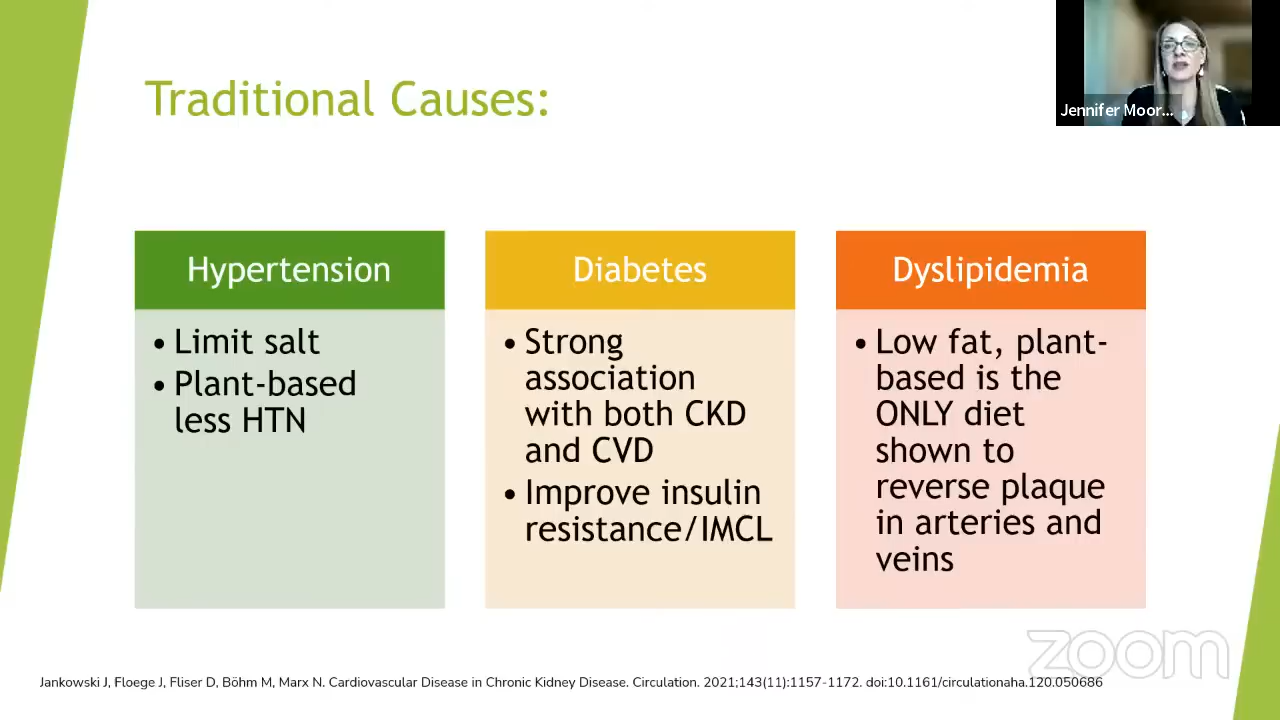 Traditional Causes:
Jennifer Moor...
Hypertension
• Limit salt
• Plant-based
less HTN
Diabetes
• Strong
association
with both CKD
and CVD
• Improve insulin
resistance/IMCL
Dyslipidemia
• Low fat, plant-
based is the
ONLY diet
shown to
reverse plaque
in arteries and
veins
zoom
Jankowski J, Floege J, Fliser D, Böhm M, Marx N. Cardiovascular Disease in Chronic Kidney Disease. Circulation. 2021;143(11):1157-1172. doi:10.1161/circulationaha.120.050686